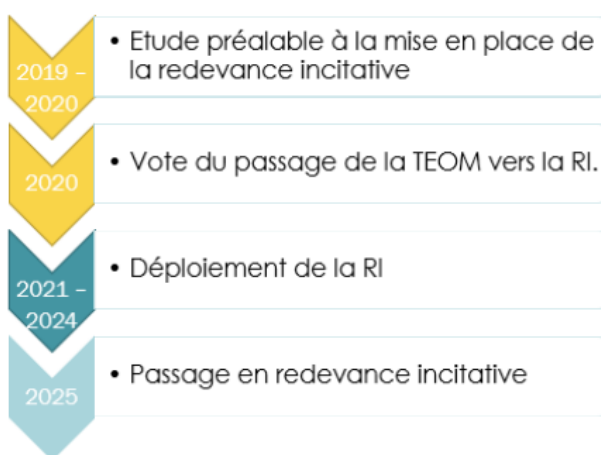 2019 –
2020
• Etude préalable à la mise en place de
la redevance incitative
2020
• Vote du passage de la TEOM vers la RI.
2021 –
2024
• Déploiement de la RI
2025
• Passage en redevance incitative